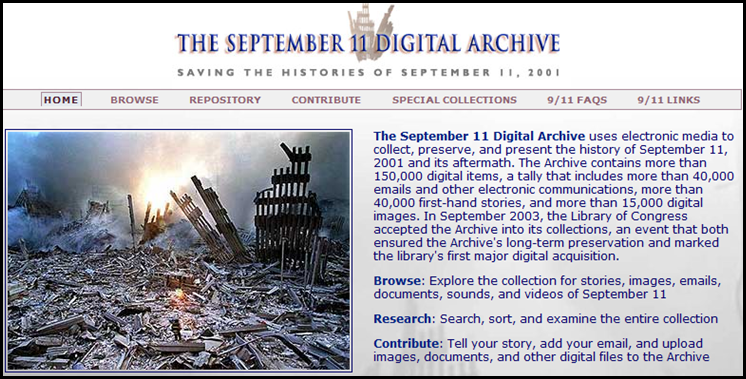 THE SEPTEMBER 11 DIGITAL ARCHIVE
SAVING THE HISTORIES OF SEPTEMBER 11, 2001
HOME BROWSE REPOSITORY CONTRIBUTE SPECIAL COLLECTIONS 9/11 FAQS 9/11 LINKS
The September 11 Digital Archive uses electronic media to
collect, preserve, and present the history of September 11,
2001 and its aftermath. The Archive contains more than
150,000 digital items, a tally that includes more than 40,000
emails and other electronic communications, more than
40,000 first-hand stories, and more than 15,000 digital
images. In September 2003, the Library of Congress
accepted the Archive into its collections, an event that both
ensured the Archive's long-term preservation and marked
the library's first major digital acquisition.
Browse: Explore the collection for stories, images, emails,
documents, sounds, and videos of September 11
Research: Search, sort, and examine the entire collection
Contribute: Tell your story, add your email, and upload
images, documents, and other digital files to the Archive